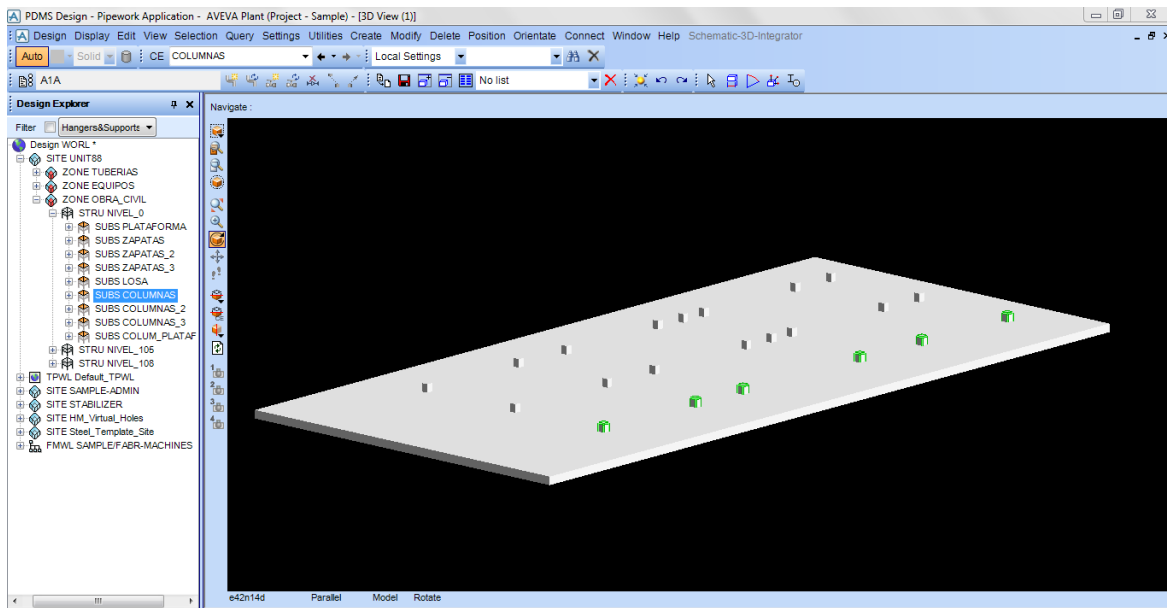 PDMS Design - Pipework Application - AVEVA Plant (Project - Sample) - [3D View (1)]
Design Display Edit View Selection Query Settings Utilities Create Modify Delete Position Orientate Connect Window Help Schematic-3D-Integrator
Auto Solid CE COLUMNAS Local Settings
A1A No list
Design Explorer
Navigate :
Filter Hangers&Supports
Design WORL *
SITE UNIT88
ZONE TUBERIAS
ZONE EQUIPOS
ZONE OBRA_CIVIL
STRU NIVEL_0
SUBS PLATAFORMA
SUBS ZAPATAS
SUBS ZAPATAS_2
SUBS ZAPATAS_3
SUBS LOSA
SUBS COLUMNAS
SUBS COLUMNAS_2
SUBS COLUMNAS_3
SUBS COLUM_PLATAF
STRU NIVEL_105
STRU NIVEL_108
TPWL Default_TPWL
SITE SAMPLE-ADMIN
SITE STABILIZER
SITE HM_Virtual_Holes
SITE Steel_Template_Site
FMWL SAMPLE/FABR-MACHINES
CE
1
2
3
4
e42n14d Parallel Model Rotate